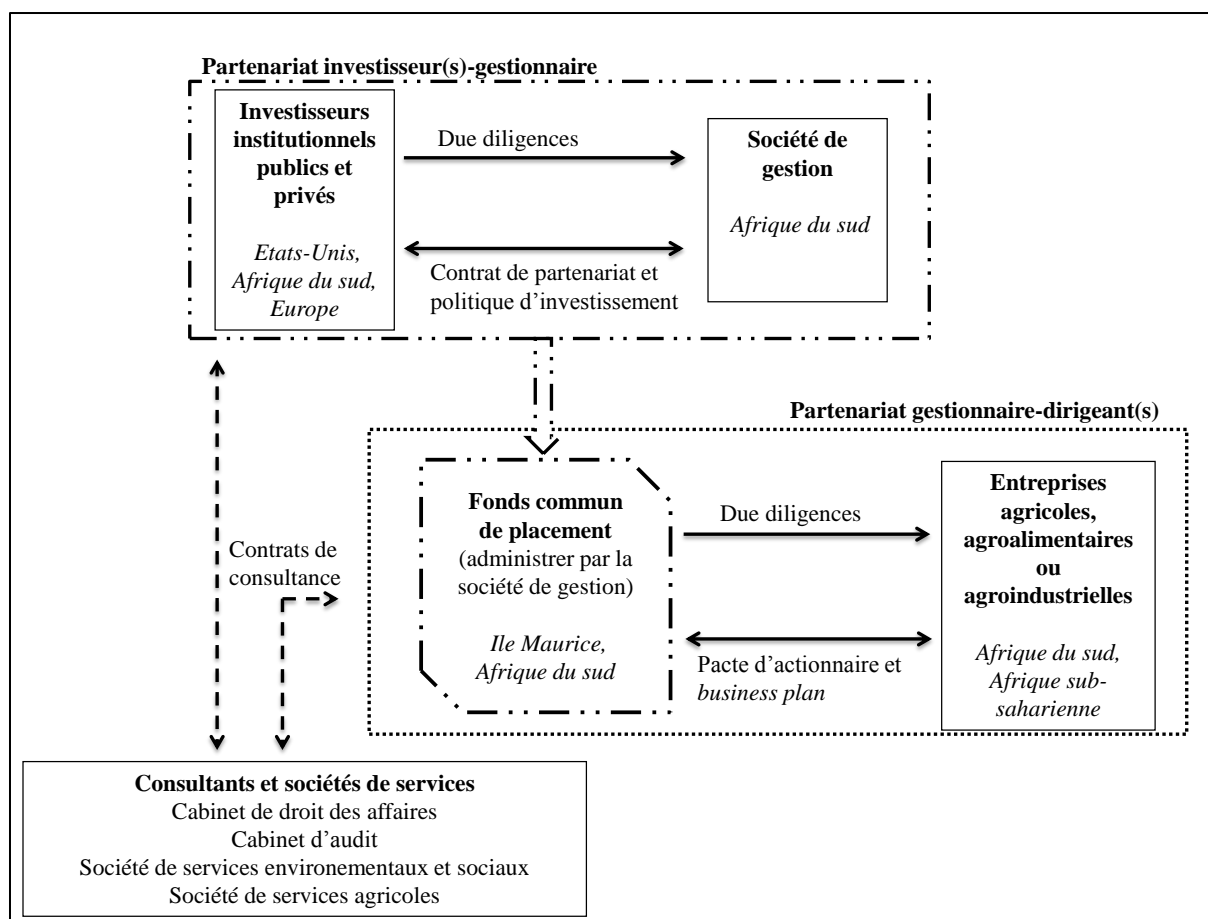 Partenariat investisseur(s)-gestionnaire
Investisseurs
institutionnels
publics et
privés
Etats-Unis,
Afrique du sud,
Europe
Due diligences
Contrat de partenariat et
politique d’investissement
Société de
gestion
Afrique du sud
Partenariat gestionnaire-dirigeant(s)
Fonds commun
de placement
(administrer par la
société de gestion)
Ile Maurice,
Afrique du sud
Due diligences
Pacte d’actionnaire et
business plan
Entreprises
agricoles,
agroalimentaires
ou
agroindustrielles
Afrique du sud,
Afrique sub-
saharienne
Contrats de
consultance
Consultants et sociétés de services
Cabinet de droit des affaires
Cabinet d’audit
Société de services environementaux et sociaux
Société de services agricoles